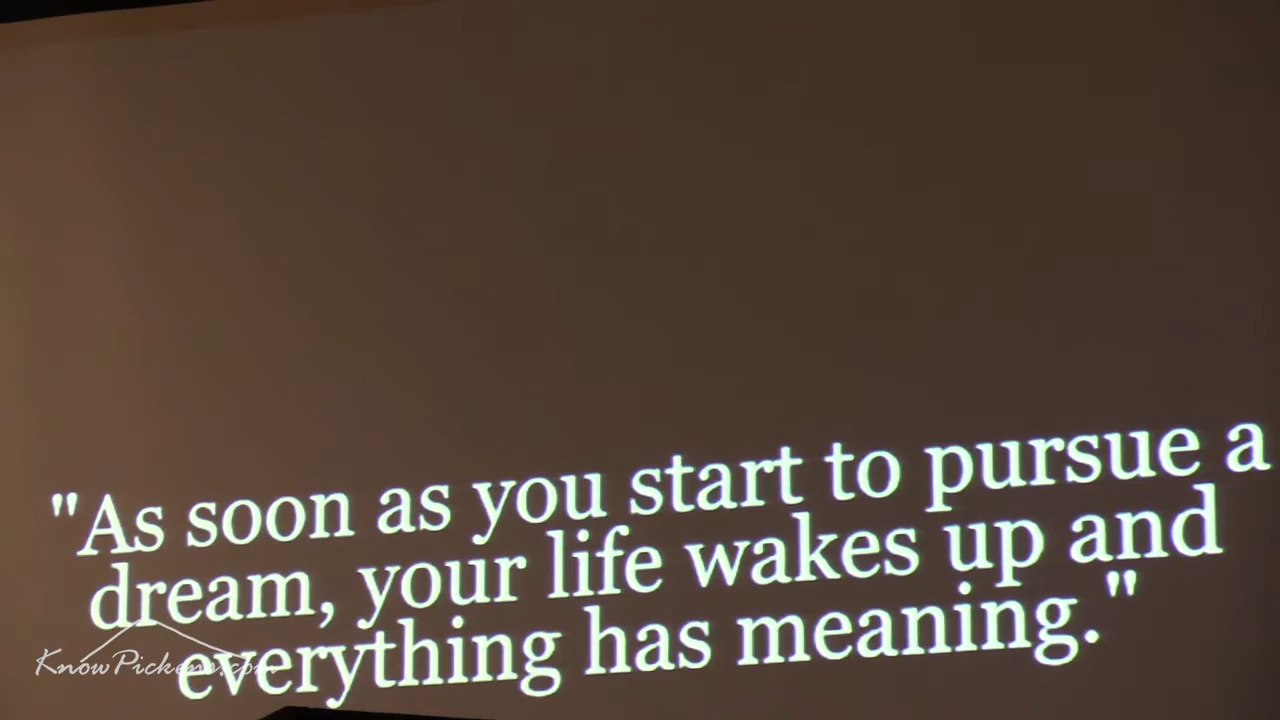 "As soon as you start to pursue a
dream, your life wakes up and
everything has meaning."
KnowPickens.com